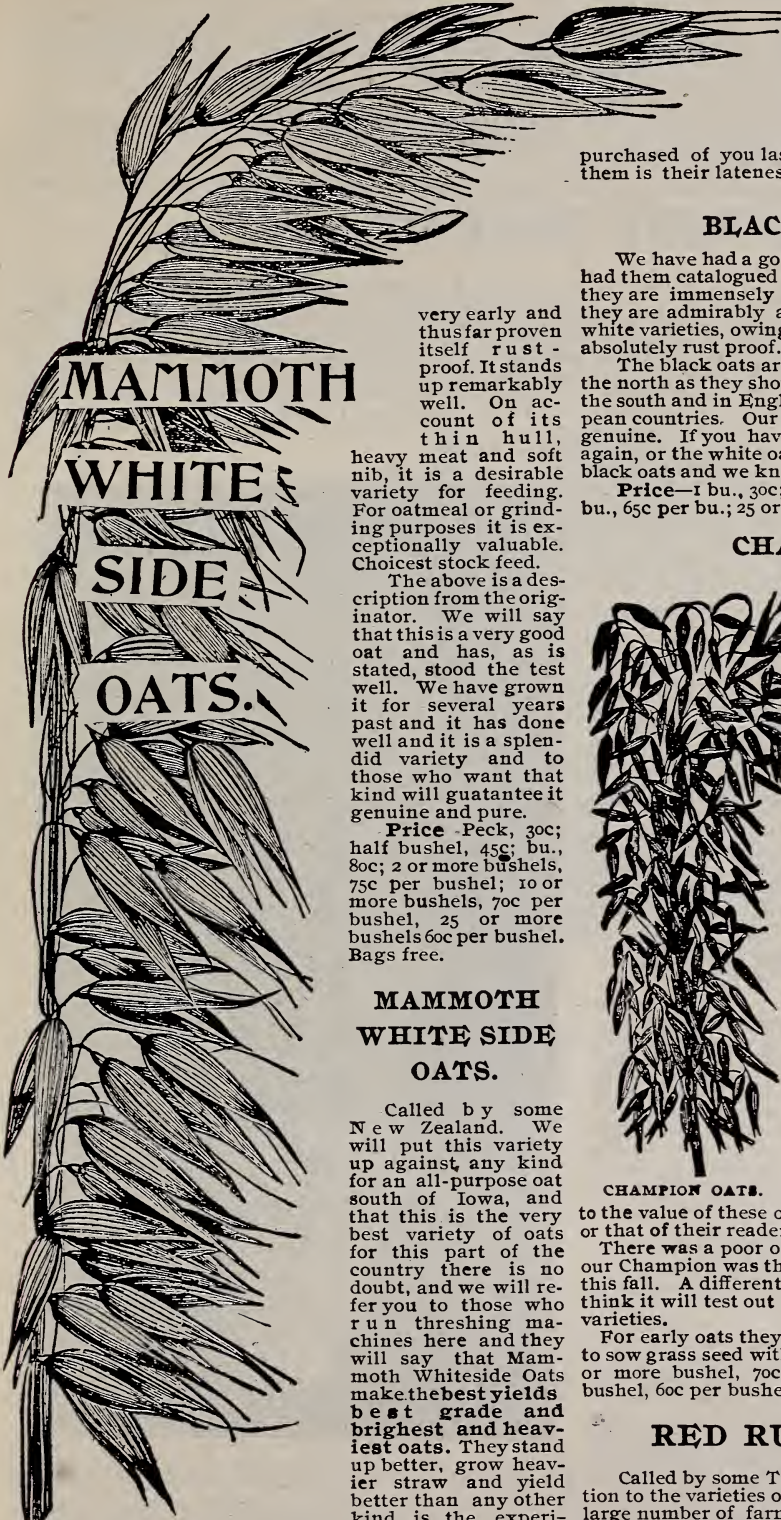 MAMMOTH
WHITE
SIDE
OATS.
very early and
thus far proven
itself rust-
proof. It stands
up remarkably
well. On ac-
count of its
thin hull,
heavy meat and soft
nib, it is a desirable
variety for feeding.
For oatmeal or grind-
ing purposes it is ex-
ceptionally valuable.
Choicest stock feed.
The above is a des-
cription from the orig-
inator. We will say
that this is a very good
oat and has, as is
stated, stood the test
well. We have grown
it for several years
past and it has done
well and it is a splen-
did variety and to
those who want that
kind will guatantee it
genuine and pure.
Price -Peck, 30c;
half bushel, 45c; bu.,
80c; 2 or more bushels,
75c per bushel; 10 or
more bushels, 70c per
bushel, 25 or more
bushels 60c per bushel.
Bags free.
MAMMOTH
WHITE SIDE
OATS.
Called by some
New Zealand. We
will put this variety
up against, any kind
for an all-purpose oat
south of Iowa, and
that this is the very
best variety of oats
for this part of the
country there is no
doubt, and we will re-
fer you to those who
run threshing ma-
chines here and they
will say that Mam-
moth Whiteside Oats
make the best yields
best grade and
brighest and heav-
iest oats. They stand
up better, grow heav-
ier straw and yield
better than any other
kind is the experi-
purchased of you
them is their
BLAC
We have had a
had them catalogued
they are immensely
they are admirably
white varieties, owing
absolutely rust proof.
The black oats
the north as they
the south and in
pean countries. Our
genuine. If you
again, or the white
black oats and we
Price—1 bu., 30c
bu., 65c per bu.; 25 or
CHA
CHAMPION OATS.
to the value of these
or that of their
There was a poor
our Champion was
this fall. A different
think it will test out
varieties.
For early oats they
to sow grass seed
or more bushel, 70c
bushel, 60c per
RED
Called by some
tion to the varieties
large number of